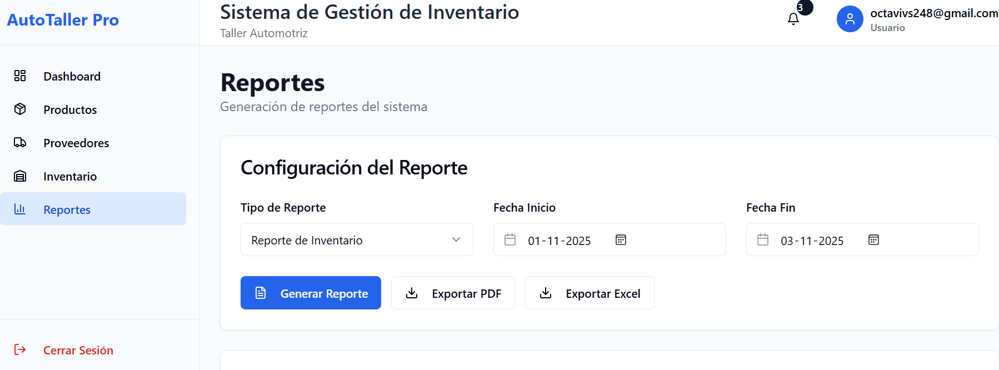 AutoTaller Pro
Dashboard
Productos
Proveedores
Inventario
Reportes
Cerrar Sesión
Sistema de Gestión de Inventario
Taller Automotriz
3
octavivs248@gmail.com
Usuario
Reportes
Generación de reportes del sistema
Configuración del Reporte
Tipo de Reporte
Reporte de Inventario
Fecha Inicio
01-11-2025
Fecha Fin
03-11-2025
Generar Reporte
Exportar PDF
Exportar Excel